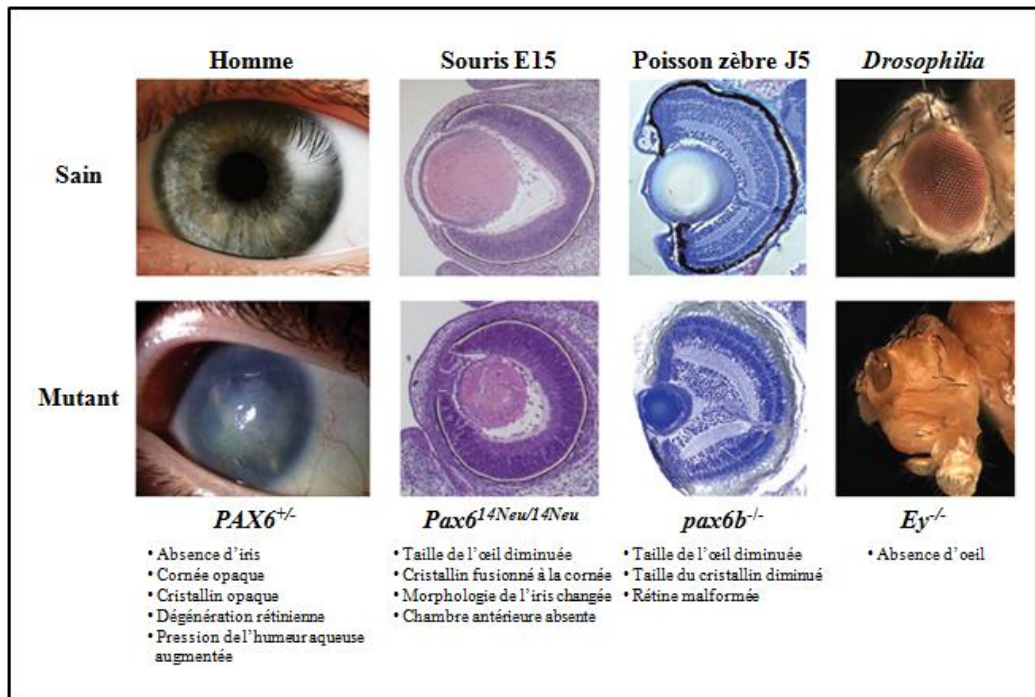 Homme Souris E15 Poisson zèbre J5 Drosophilia
Sain
Mutant
PAX6+/- Pax614Neu/14Neu pax6b-/- Ey-/-
• Absence d’iris
• Cornée opaque
• Cristallin opaque
• Dégénération rétinienne
• Pression de l’humeur aqueuse
augmentée
• Taille de l’œil diminuée
• Cristallin fusionné à la cornée
• Morphologie de l’iris changée
• Chambre antérieure absente
• Taille de l’œil diminuée
• Taille du cristallin diminué
• Rétine malformée
• Absence d’oeil